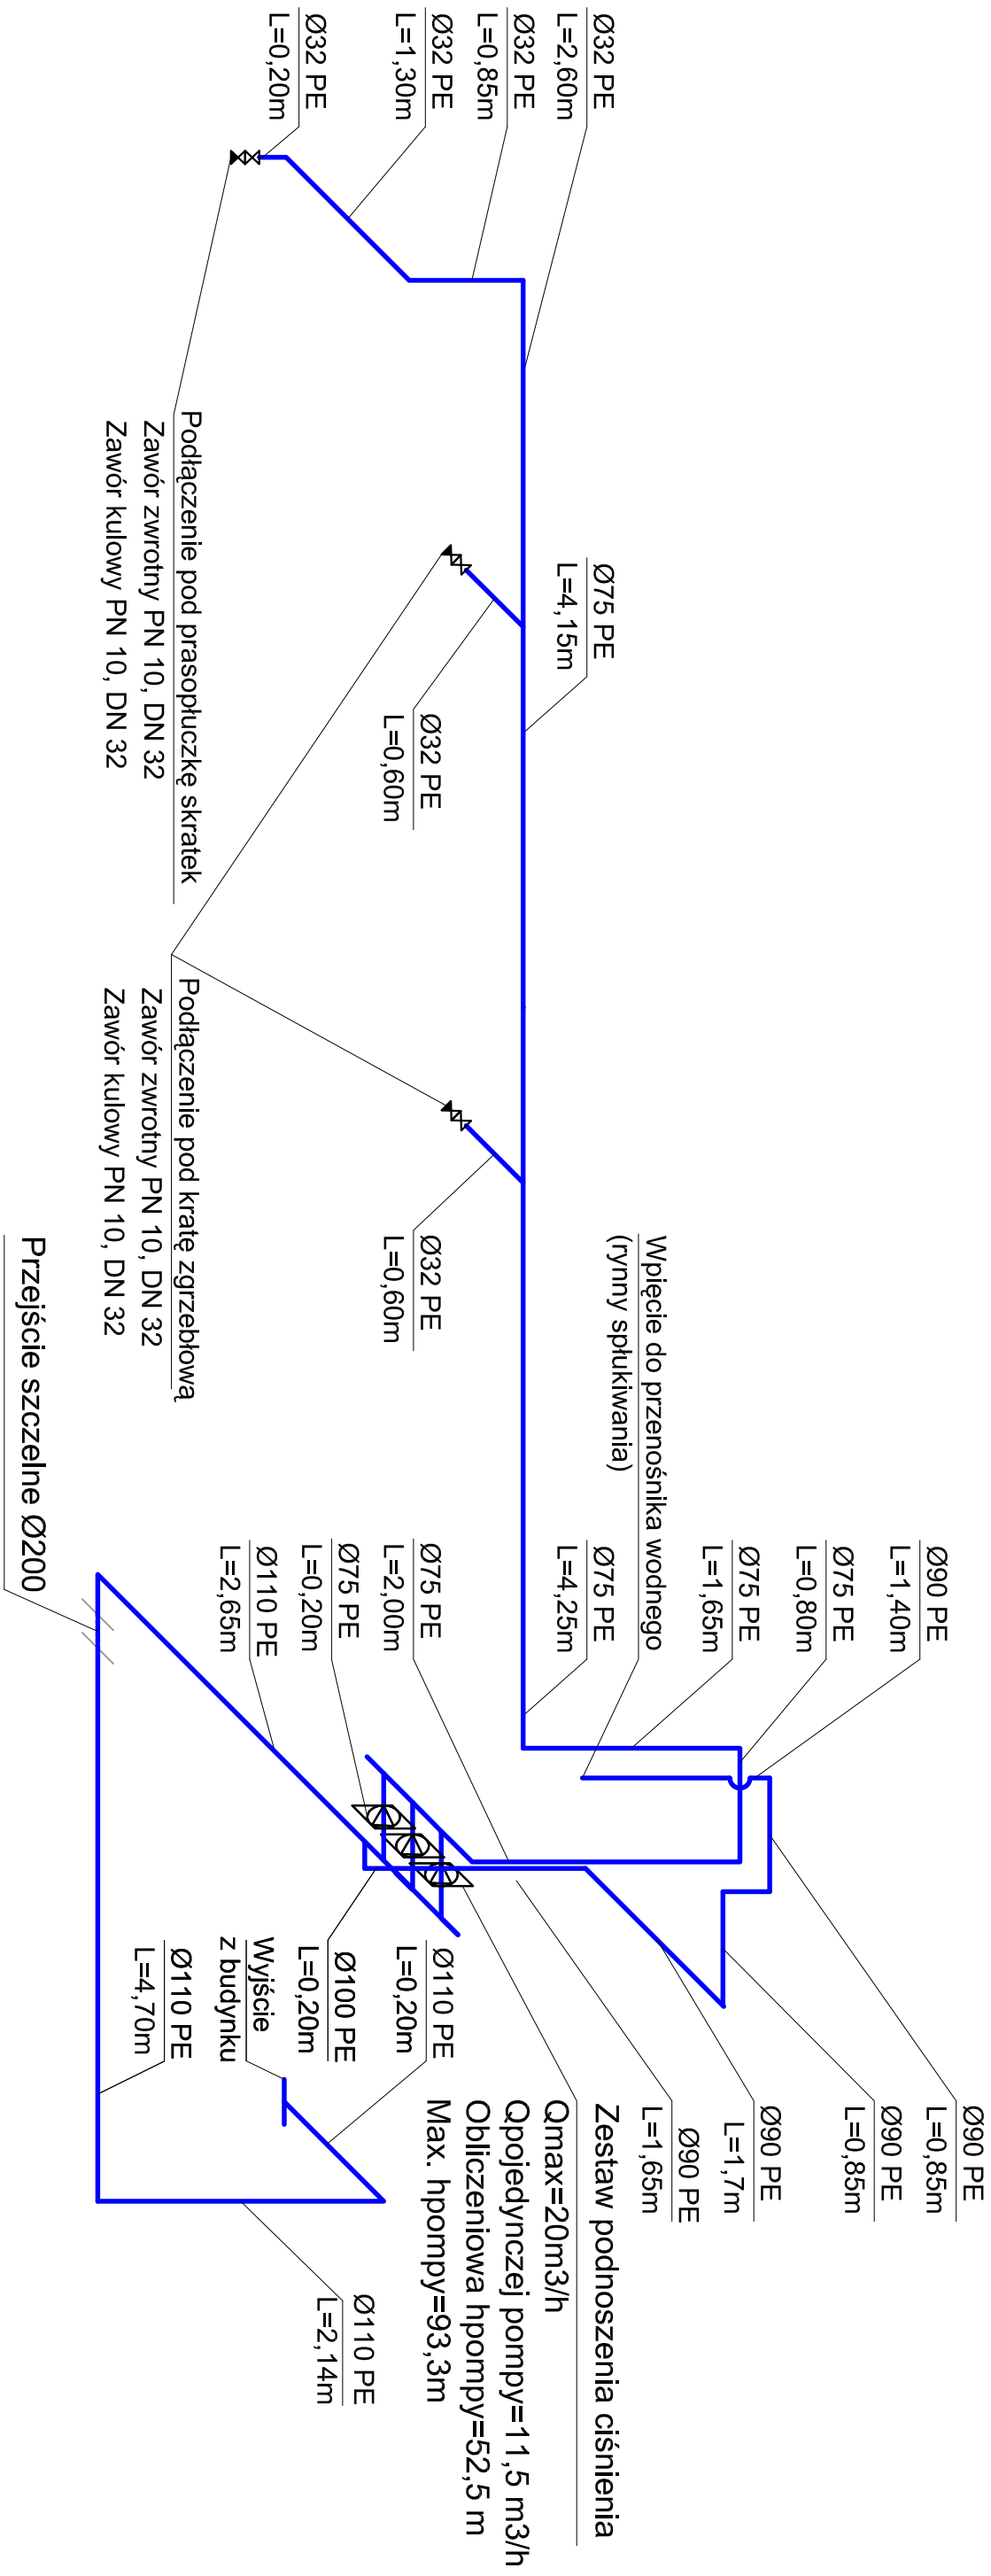 Ø32 PE
L=0,20m
Ø32 PE
L=1,30m
Ø32 PE
L=0,85m
Ø32 PE
L=2,60m
Podłączenie pod prasopłuczkę skratek
Zawór zwrotny PN 10, DN 32
Zawór kulowy PN 10, DN 32
Ø75 PE
L=4,15m
Ø32 PE
L=0,60m
Podłączenie pod kratę zgrzebłową
Zawór zwrotny PN 10, DN 32
Zawór kulowy PN 10, DN 32
Ø32 PE
L=0,60m
Wpięcie do przenośnika wodnego
(rynny spłukiwania)
Przejście szczelne Ø200
Ø90 PE
L=1,40m
Ø75 PE
L=0,80m
Ø75 PE
L=1,65m
Ø75 PE
L=4,25m
Ø75 PE
L=2,00m
Ø75 PE
L=0,20m
Ø110 PE
L=2,65m
Ø110 PE
L=0,20m
Ø100 PE
L=0,20m
Wyjście
z budynku
Ø110 PE
L=4,70m
Ø90 PE
L=0,85m
Ø90 PE
L=0,85m
Ø90 PE
L=1,7m
Ø90 PE
L=1,65m
Zestaw podnoszenia ciśnienia
Qmax=20m3/h
Qpojedynczej pompy=11,5 m3/h
Obliczeniowa hpompy=52,5 m
Max. hpompy=93,3m
Ø110 PE
L=2,14m